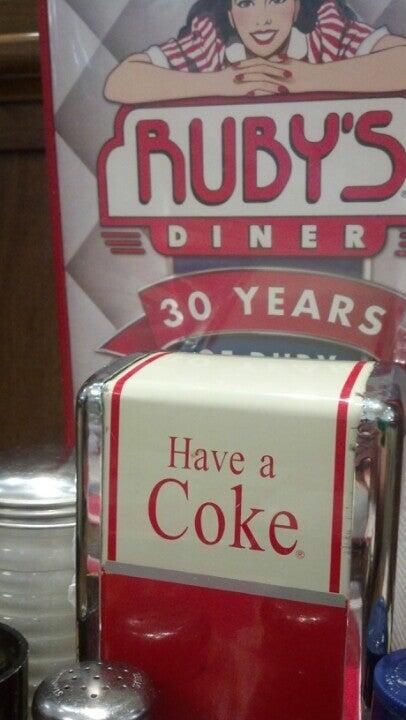 RUBY'S
DINER
30 YEARS
Have a
Coke